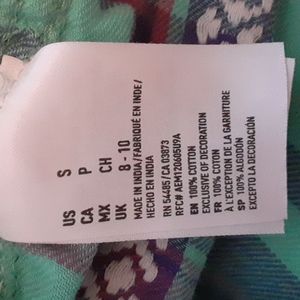 US S
CA P
MX CH
UK 8 - 10
MADE IN INDIA/FABRIQUÉ EN INDE/
HECHO EN INDIA
RN 54485/CA 03873
RFC# AEM120605U9A
EN 100% COTTON
EXCLUSIVE OF DECORATION
FR 100% COTON
À L'EXCEPTION DE LA GARNITURE
SP 100% ALGODÓN
EXCEPTO LA DECORACIÓN